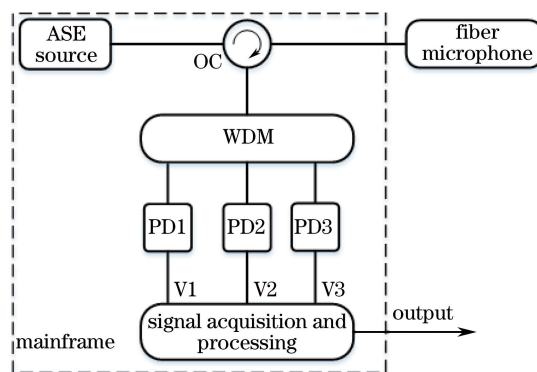 ASE
source
OC
fiber
microphone
WDM
PD1
PD2
PD3
V1
V2
V3
signal acquisition and
processing
output
mainframe